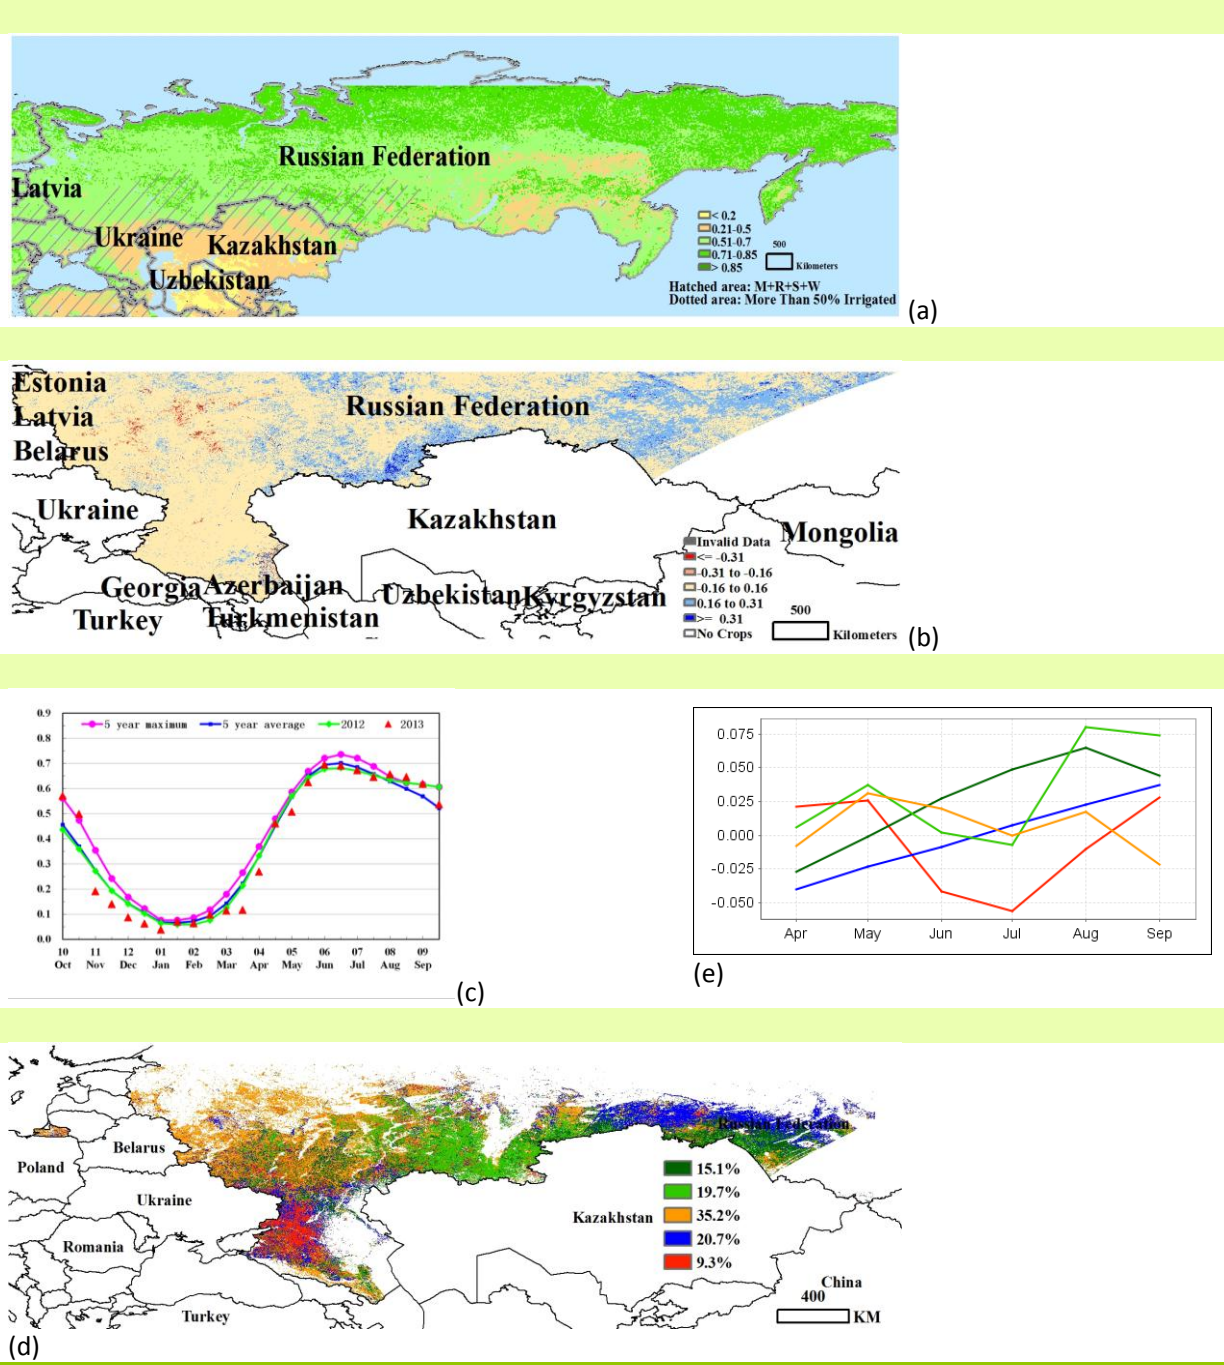 Russian Federation
Latvia
Ukraine
Kazakhstan
Uzbekistan
< 0.2
0.21-0.5
0.51-0.7
0.71-0.85
> 0.85
500
Kilometers
Hatched area: M+R+S+W
Dotted area: More Than 50% Irrigated
(a)
Estonia
Latvia
Belarus
Russian Federation
Ukraine
Kazakhstan
Mongolia
Georgia
Azerbaijan
Uzbekistan
Kyrgyzstan
Turkey
Turkmenistan
Invalid Data
<= -0.31
-0.31 to -0.16
-0.16 to 0.16
0.16 to 0.31
>= 0.31
No Crops
500
Kilometers
(b)
5 year maximum
5 year average
2012
2013
0.9
0.8
0.7
0.6
0.5
0.4
0.3
0.2
0.1
0.0
10 11 12 01 02 03 04 05 06 07 08 09
Oct Nov Dec Jan Feb Mar Apr May Jun Jul Aug Sep
(c)
0.075
0.050
0.025
0.000
-0.025
-0.050
Apr May Jun Jul Aug Sep
(e)
Russian Federation
Belarus
Poland
Ukraine
Kazakhstan
Romania
Turkey
China
15.1%
19.7%
35.2%
20.7%
9.3%
400
KM
(d)